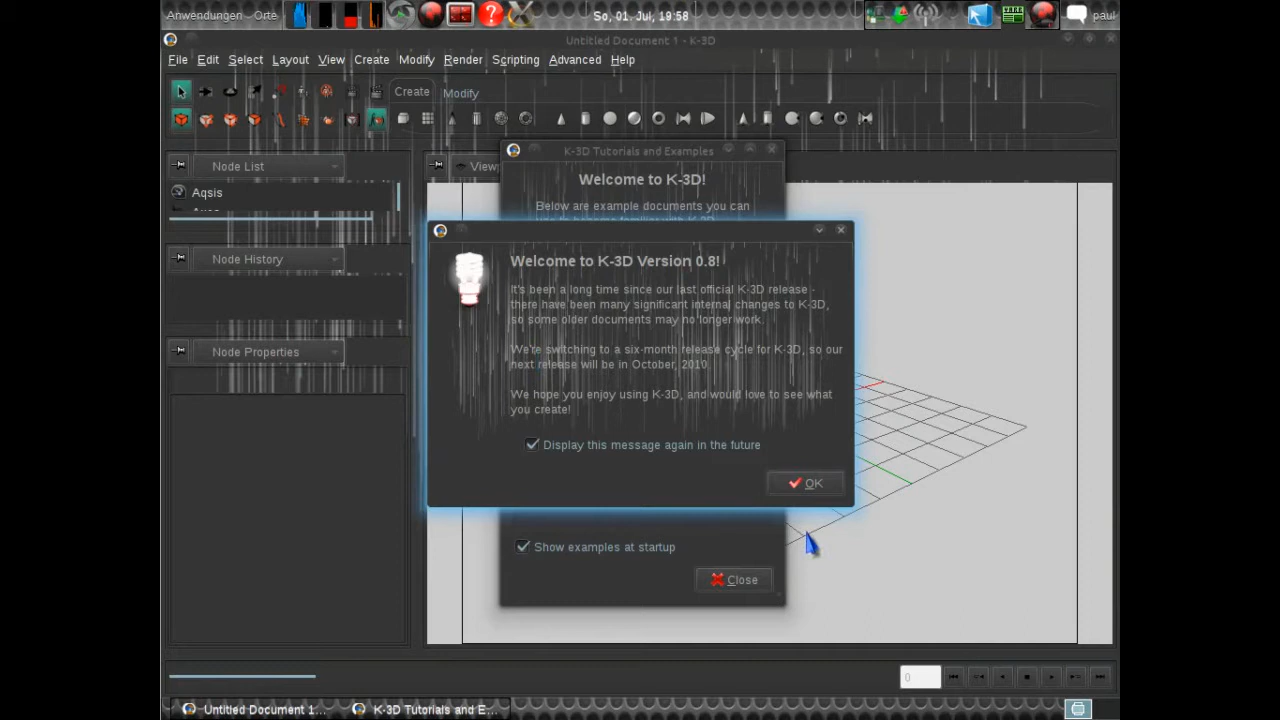 Anwendungen Orte
So, 01. Jul, 19:58
paul
Untitled Document 1 - K-3D
File Edit Select Layout View Create Modify Render Scripting Advanced Help
Create Modify
Node List
Aqsis
Node History
Node Properties
K-3D Tutorials and Examples
Welcome to K-3D!
Below are example documents you can
Welcome to K-3D Version 0.8!
It's been a long time since our last official K-3D release -
there have been many significant internal changes to K-3D,
so some older documents may no longer work.
We're switching to a six-month release cycle for K-3D, so our
next release will be in October, 2010.
We hope you enjoy using K-3D, and would love to see what
you create!
Display this message again in the future
OK
Show examples at startup
Close
0
Untitled Document 1... K-3D Tutorials and E...